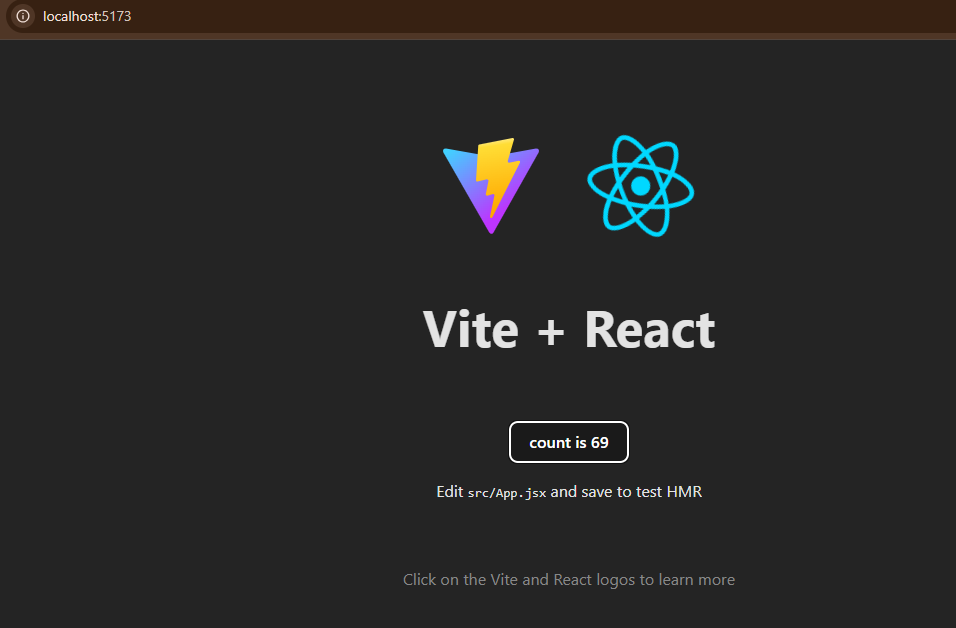 localhost:5173
Vite + React
count is 69
Edit src/App.jsx and save to test HMR
Click on the Vite and React logos to learn more